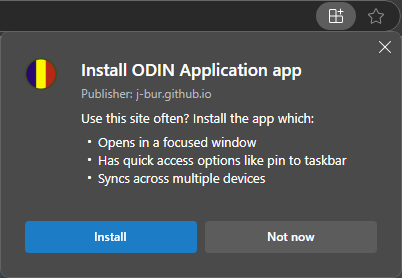 Install ODIN Application app
Publisher: j-bur.github.io
Use this site often? Install the app which:
• Opens in a focused window
• Has quick access options like pin to taskbar
• Syncs across multiple devices
Install
Not now